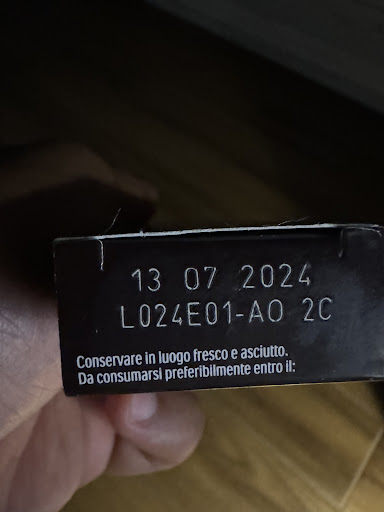 13 07 2024
L024E01-AO 2C
Conservare in luogo fresco e asciutto.
Da consumarsi preferibilmente entro il: